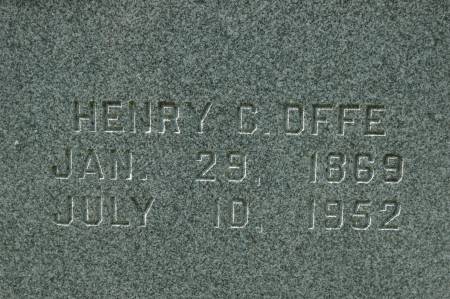 HENRY C. OFFE
JAN. 29, 1869
JULY 10, 1952